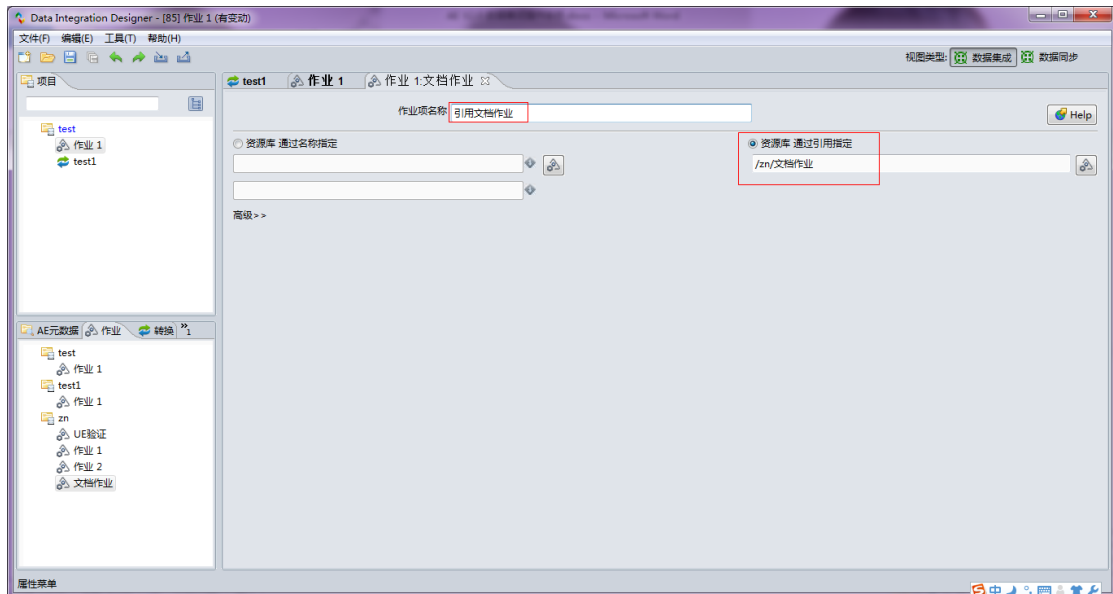 Data Integration Designer - [85] 作业 1 (有变动)
文件(F) 编辑(E) 工具(T) 帮助(H)
视图类型: 数据集成 数据同步
项目
test
作业 1
test1
test1 作业 1 作业 1:文档作业
作业项名称 引用文档作业
Help
资源库 通过名称指定
资源库 通过引用指定
/zn/文档作业
高级>>
AE元数据 作业 转换 »1
test
作业 1
test1
作业 1
zn
UE验证
作业 1
作业 2
文档作业
属性菜单
中